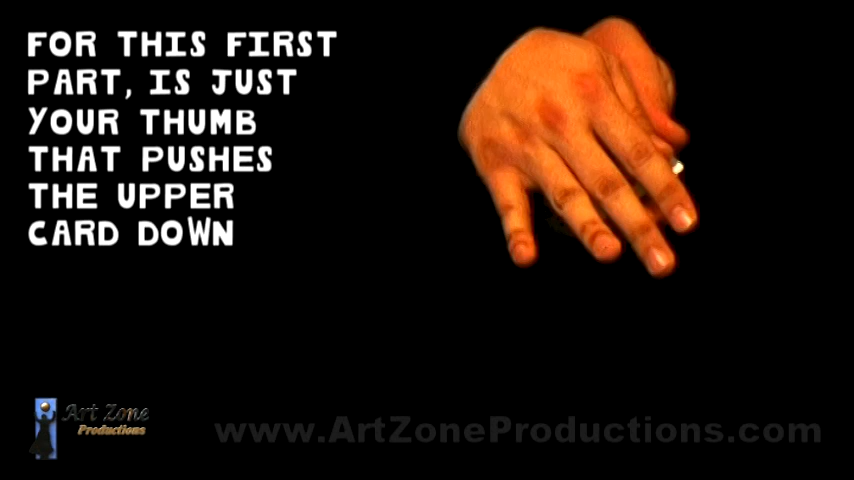 FOR THIS FIRST
PART, IS JUST
YOUR THUMB
THAT PUSHES
THE UPPER
CARD DOWN
Art Zone
Productions
www.ArtZoneProductions.com